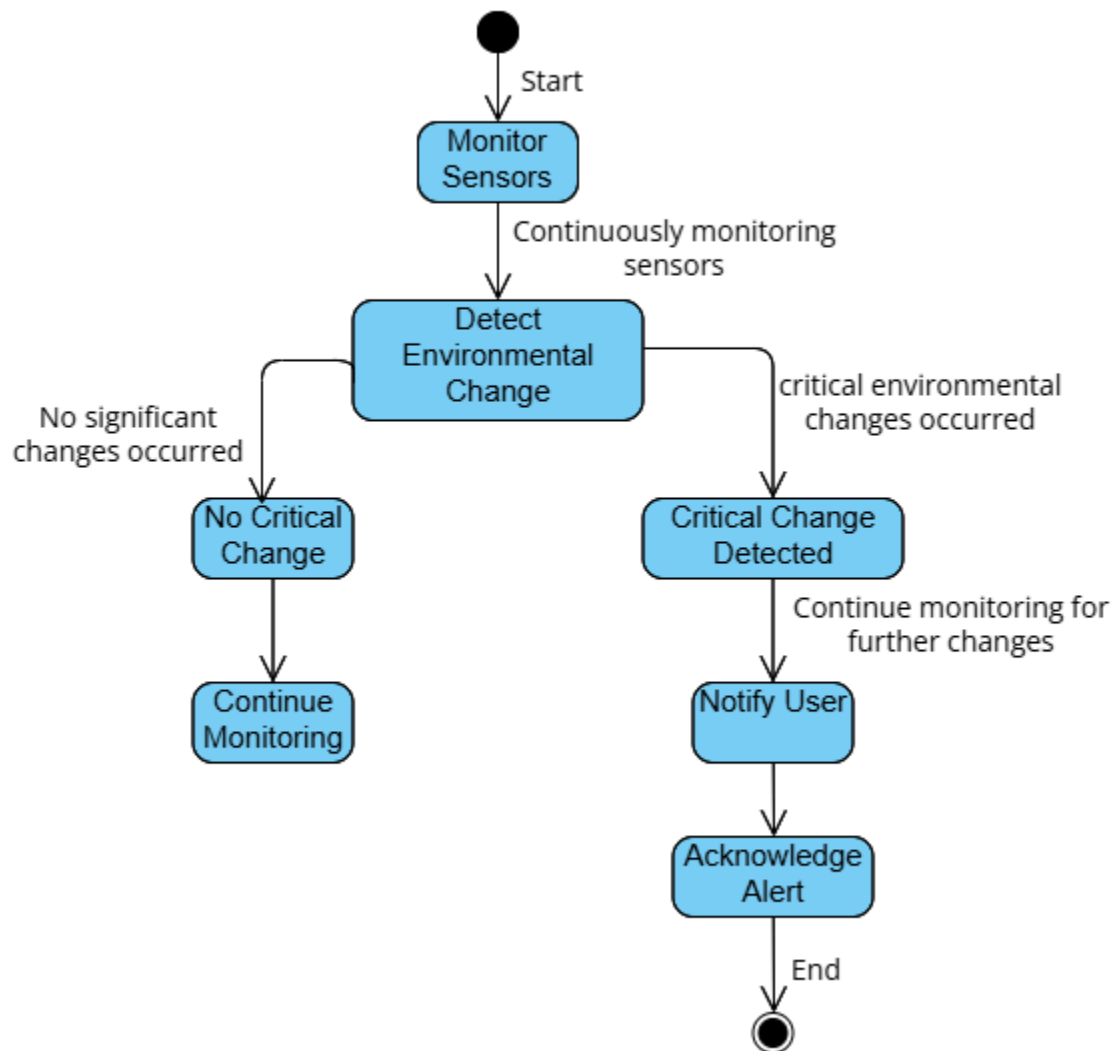 Start
Monitor
Sensors
Continuously monitoring
sensors
Detect
Environmental
Change
No significant
changes occurred
critical environmental
changes occurred
No Critical
Change
Critical Change
Detected
Continue monitoring for
further changes
Continue
Monitoring
Notify User
Acknowledge
Alert
End